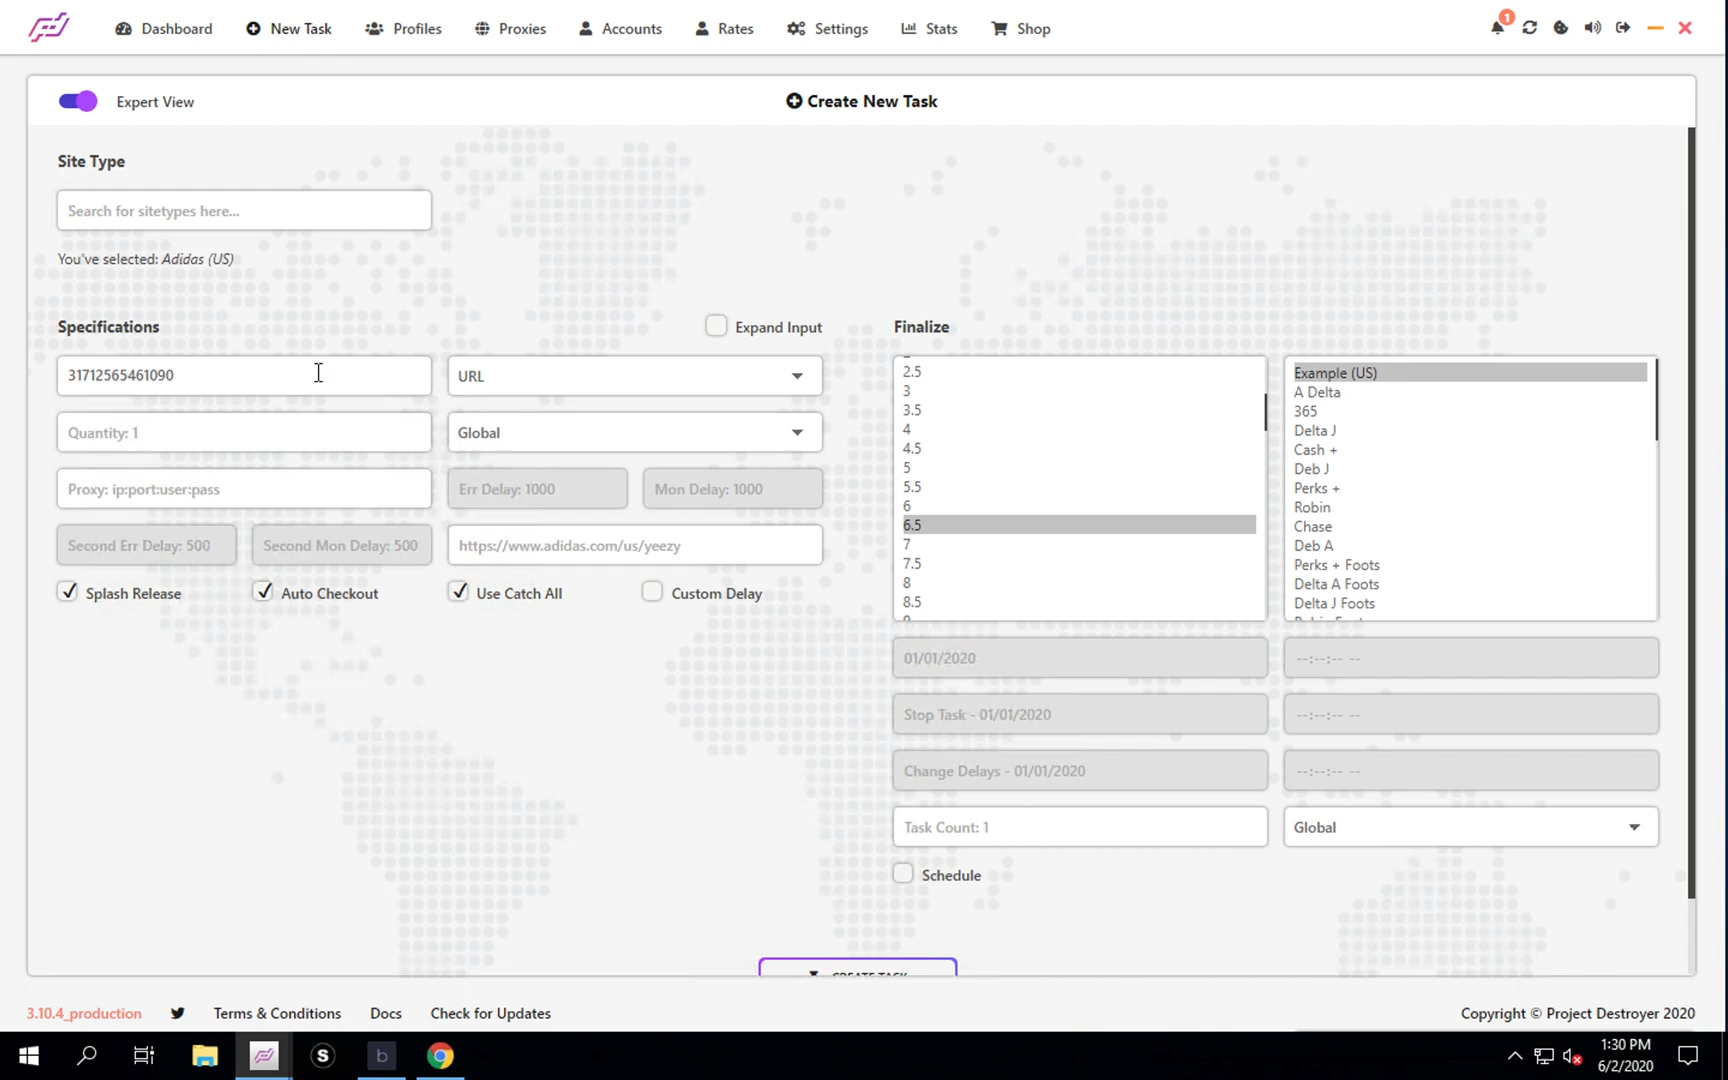 Dashboard New Task Profiles Proxies Accounts Rates Settings Stats Shop 1
Expert View
Create New Task
Site Type
Search for sitetypes here...
You've selected: Adidas (US)
Specifications
Expand Input
Finalize
31712565461090
URL
Quantity: 1
Global
Proxy: ip:port:user:pass
Err Delay: 1000
Mon Delay: 1000
Second Err Delay: 500
Second Mon Delay: 500
https://www.adidas.com/us/yeezy
Splash Release
Auto Checkout
Use Catch All
Custom Delay
2.5
3
3.5
4
4.5
5
5.5
6
6.5
7
7.5
8
8.5
Example (US)
A Delta
365
Delta J
Cash +
Deb J
Perks +
Robin
Chase
Deb A
Perks + Foots
Delta A Foots
Delta J Foots
01/01/2020
--:--:-- --
Stop Task - 01/01/2020
--:--:-- --
Change Delays - 01/01/2020
--:--:-- --
Task Count: 1
Global
Schedule
CREATE TASK
3.10.4_production
Terms & Conditions
Docs
Check for Updates
Copyright © Project Destroyer 2020
S
b
1:30 PM
6/2/2020